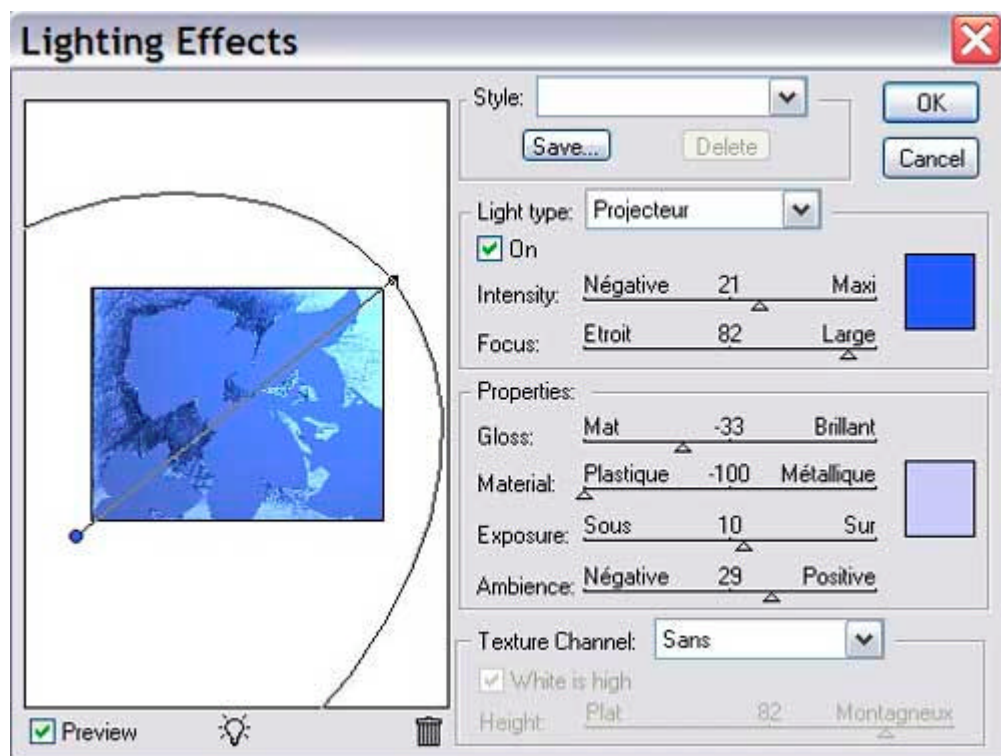 Lighting Effects
Style:
OK
Save...
Delete
Cancel
Light type: Projecteur
On
Intensity: Négative 21 Maxi
Focus: Etroit 82 Large
Properties:
Gloss: Mat -33 Brillant
Material: Plastique -100 Métallique
Exposure: Sous 10 Sur
Ambience: Négative 29 Positive
Texture Channel: Sans
White is high
Height: Plat 82 Montagneux
Preview